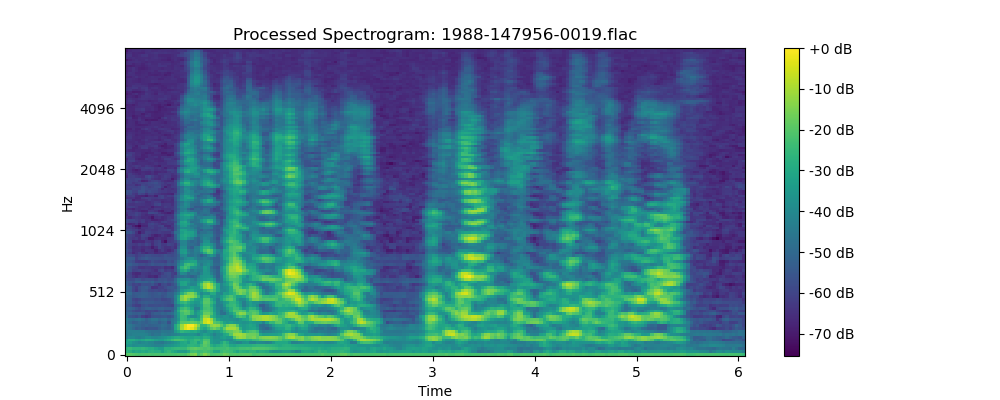 Processed Spectrogram: 1988-147956-0019.flac
Hz
4096
2048
1024
512
0
0 1 2 3 4 5 6
Time
+0 dB
-10 dB
-20 dB
-30 dB
-40 dB
-50 dB
-60 dB
-70 dB